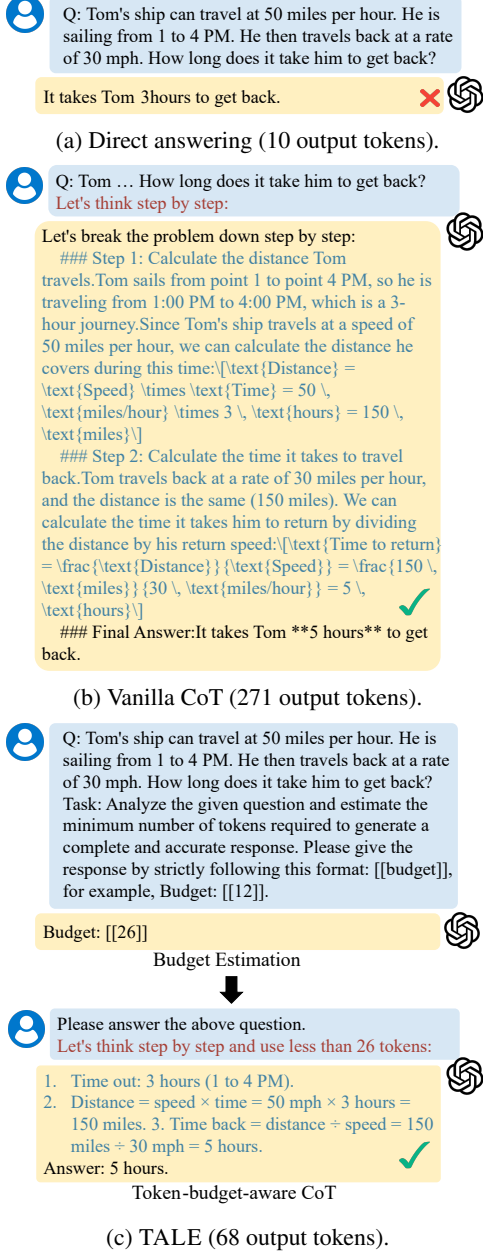 Q: Tom's ship can travel at 50 miles per hour. He is
sailing from 1 to 4 PM. He then travels back at a rate
of 30 mph. How long does it take him to get back?
It takes Tom 3hours to get back.
(a) Direct answering (10 output tokens).
Q: Tom … How long does it take him to get back?
Let's think step by step:
Let's break the problem down step by step:
### Step 1: Calculate the distance Tom
travels.Tom sails from point 1 to point 4 PM, so he is
traveling from 1:00 PM to 4:00 PM, which is a 3-
hour journey.Since Tom's ship travels at a speed of
50 miles per hour, we can calculate the distance he
covers during this time:\[\text{Distance} =
\text{Speed} \times \text{Time} = 50 \,
\text{miles/hour} \times 3 \, \text{hours} = 150 \,
\text{miles}\]
### Step 2: Calculate the time it takes to travel
back.Tom travels back at a rate of 30 miles per hour,
and the distance is the same (150 miles). We can
calculate the time it takes him to return by dividing
the distance by his return speed:\[\text{Time to return}
= \frac{\text{Distance}}{\text{Speed}} = \frac{150 \,
\text{miles}}{30 \, \text{miles/hour}} = 5 \,
\text{hours}\]
### Final Answer:It takes Tom **5 hours** to get
back.
(b) Vanilla CoT (271 output tokens).
Q: Tom's ship can travel at 50 miles per hour. He is
sailing from 1 to 4 PM. He then travels back at a rate
of 30 mph. How long does it take him to get back?
Task: Analyze the given question and estimate the
minimum number of tokens required to generate a
complete and accurate response. Please give the
response by strictly following this format: [[budget]],
for example, Budget: [[12]].
Budget: [[26]]
Budget Estimation
Please answer the above question.
Let's think step by step and use less than 26 tokens:
1. Time out: 3 hours (1 to 4 PM).
2. Distance = speed × time = 50 mph × 3 hours =
150 miles. 3. Time back = distance ÷ speed = 150
miles ÷ 30 mph = 5 hours.
Answer: 5 hours.
Token-budget-aware CoT
(c) TALE (68 output tokens).